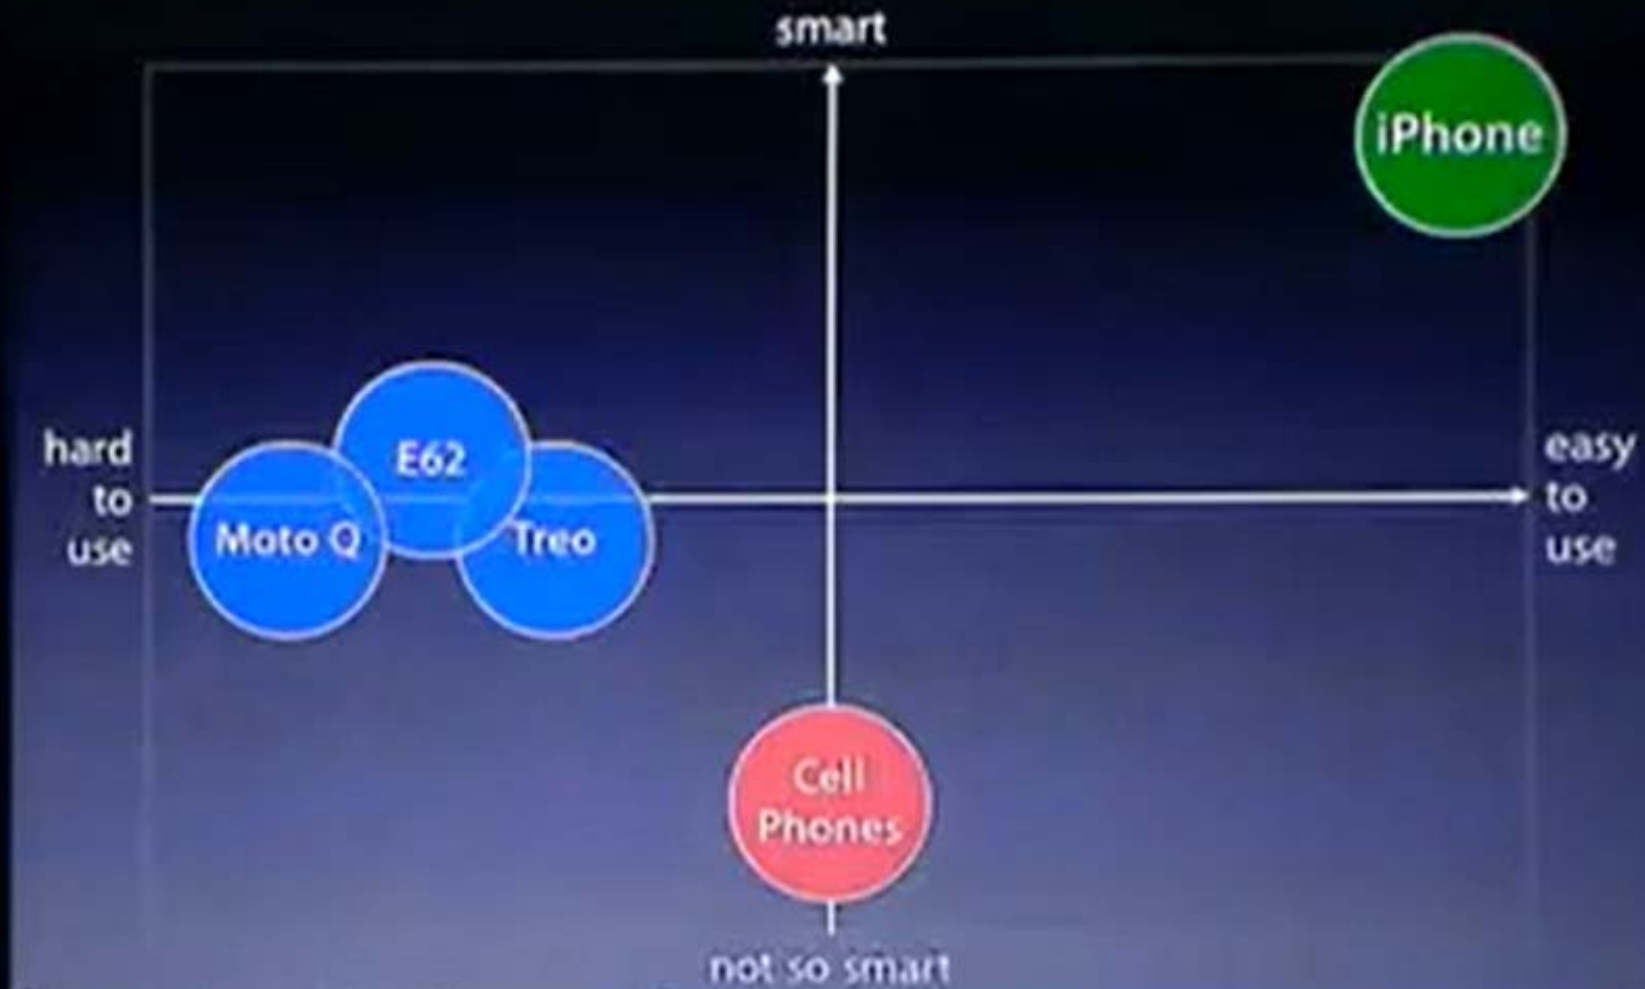 smart
iPhone
hard
to
use
E62
Moto Q
Treo
easy
to
use
Cell
Phones
not so smart